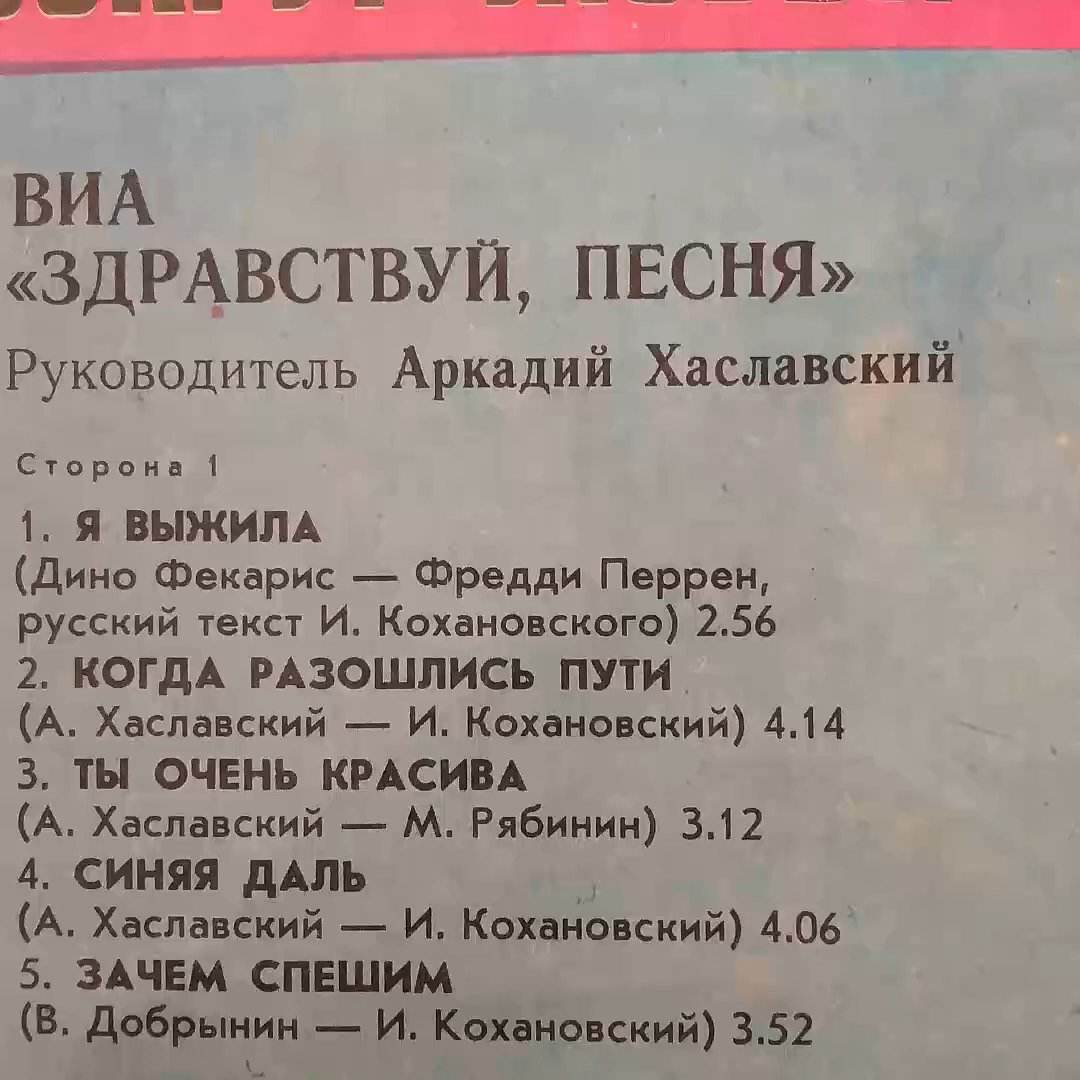 ВИА
«ЗДРАВСТВУЙ, ПЕСНЯ»
Руководитель Аркадий Хаславский
Сторона 1
1. Я ВЫЖИЛА
(Дино Фекарис — Фредди Перрен,
русский текст И. Кохановского) 2.56
2. КОГДА РАЗОШЛИСЬ ПУТИ
(А. Хаславский — И. Кохановский) 4.14
3. ТЫ ОЧЕНЬ КРАСИВА
(А. Хаславский — М. Рябинин) 3.12
4. СИНЯЯ ДАЛЬ
(А. Хаславский — И. Кохановский) 4.06
5. ЗАЧЕМ СПЕШИМ
(В. Добрынин — И. Кохановский) 3.52